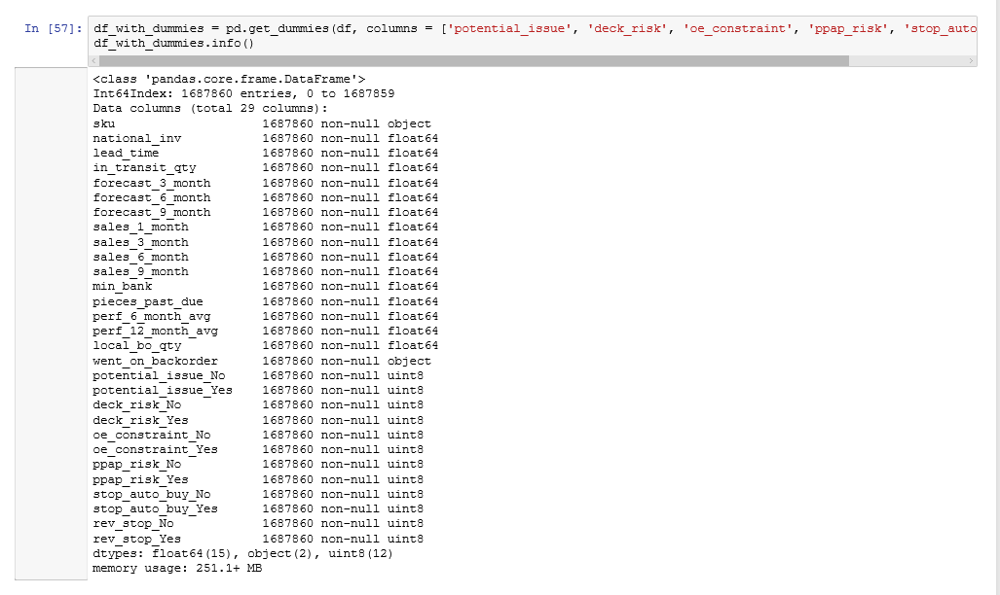 In [57]: df_with_dummies = pd.get_dummies(df, columns = ['potential_issue', 'deck_risk', 'oe_constraint', 'ppap_risk', 'stop_auto
df_with_dummies.info()
<class 'pandas.core.frame.DataFrame'>
Int64Index: 1687860 entries, 0 to 1687859
Data columns (total 29 columns):
sku 1687860 non-null object
national_inv 1687860 non-null float64
lead_time 1687860 non-null float64
in_transit_qty 1687860 non-null float64
forecast_3_month 1687860 non-null float64
forecast_6_month 1687860 non-null float64
forecast_9_month 1687860 non-null float64
sales_1_month 1687860 non-null float64
sales_3_month 1687860 non-null float64
sales_6_month 1687860 non-null float64
sales_9_month 1687860 non-null float64
min_bank 1687860 non-null float64
pieces_past_due 1687860 non-null float64
perf_6_month_avg 1687860 non-null float64
perf_12_month_avg 1687860 non-null float64
local_bo_qty 1687860 non-null float64
went_on_backorder 1687860 non-null object
potential_issue_No 1687860 non-null uint8
potential_issue_Yes 1687860 non-null uint8
deck_risk_No 1687860 non-null uint8
deck_risk_Yes 1687860 non-null uint8
oe_constraint_No 1687860 non-null uint8
oe_constraint_Yes 1687860 non-null uint8
ppap_risk_No 1687860 non-null uint8
ppap_risk_Yes 1687860 non-null uint8
stop_auto_buy_No 1687860 non-null uint8
stop_auto_buy_Yes 1687860 non-null uint8
rev_stop_No 1687860 non-null uint8
rev_stop_Yes 1687860 non-null uint8
dtypes: float64(15), object(2), uint8(12)
memory usage: 251.1+ MB